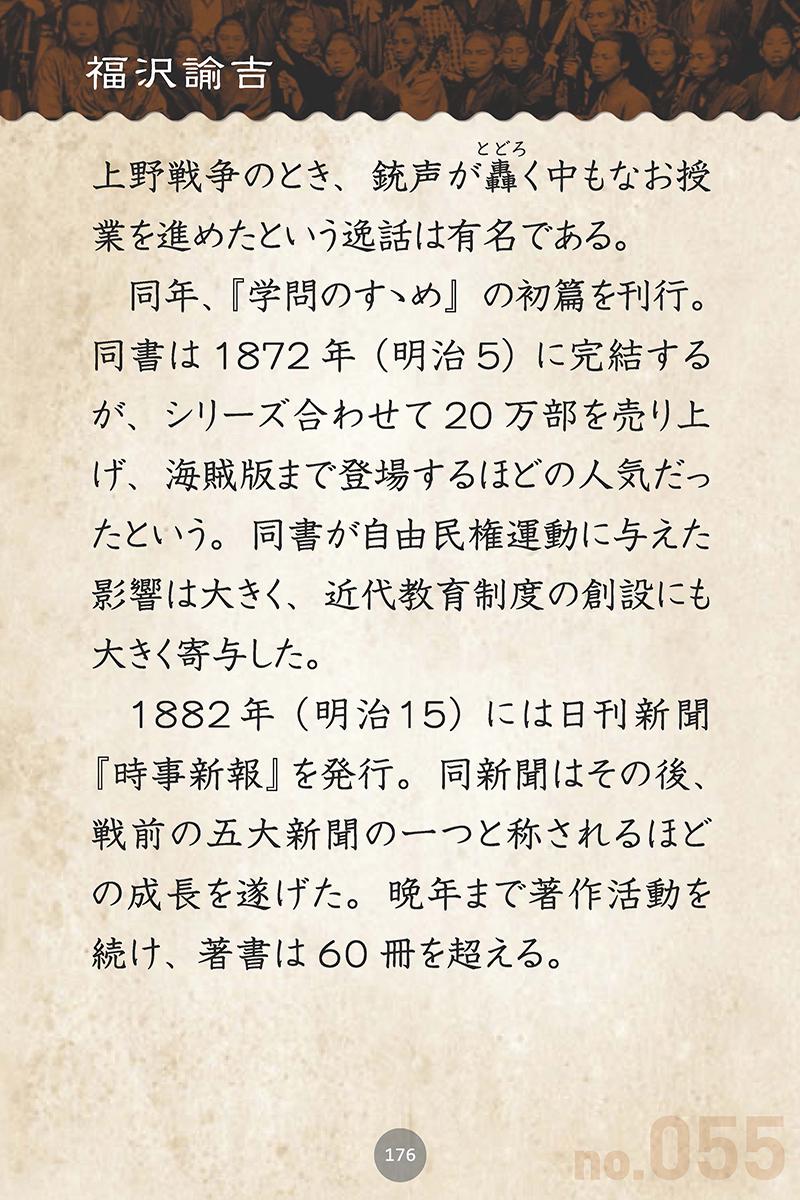 福沢諭吉
とどろ
上野戦争のとき、銃声が轟く中もなお授
業を進めたという逸話は有名である。
同年、『学問のすゝめ』の初篇を刊行。
同書は 1872 年（明治 5）に完結する
が、シリーズ合わせて 20 万部を売り上
げ、海賊版まで登場するほどの人気だっ
たという。同書が自由民権運動に与えた
影響は大きく、近代教育制度の創設にも
大きく寄与した。
1882年（明治15）には日刊新聞
『時事新報』を発行。同新聞はその後、
戦前の五大新聞の一つと称されるほど
の成長を遂げた。晩年まで著作活動を
続け、著書は 60 冊を超える。
176
no.055